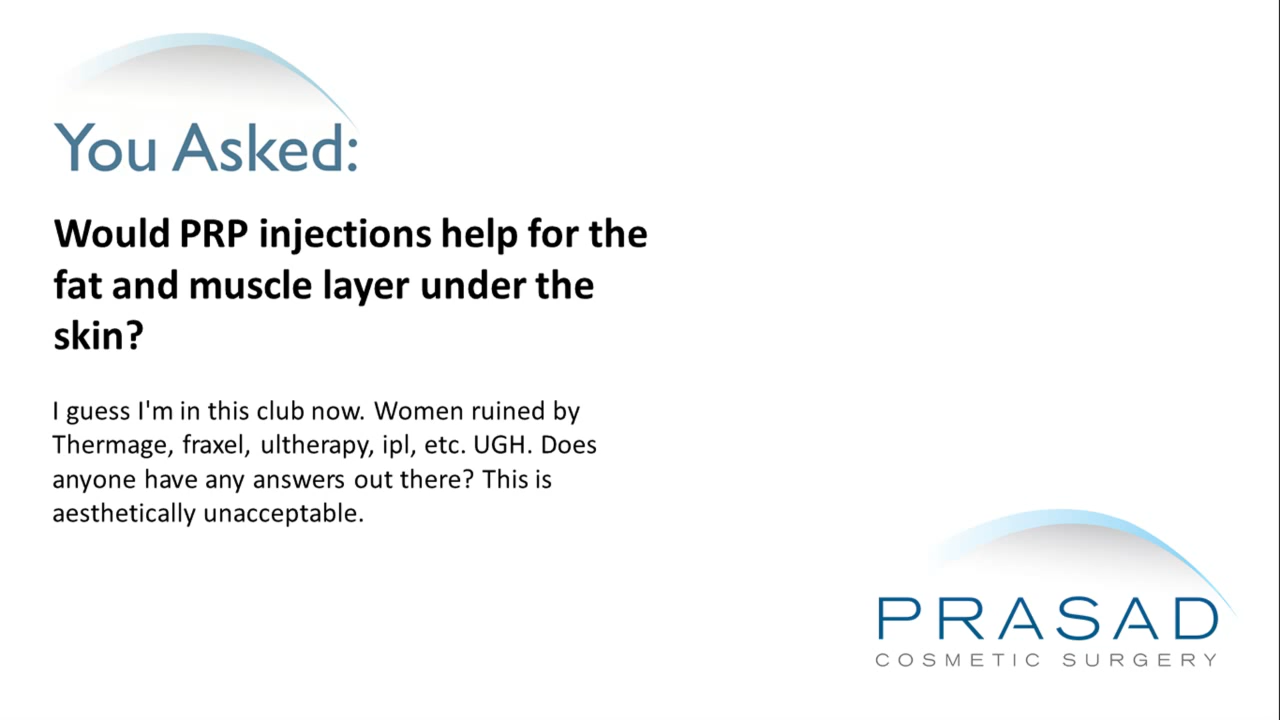 You Asked:
Would PRP injections help for the
fat and muscle layer under the
skin?
I guess I'm in this club now. Women ruined by
Thermage, fraxel, ultherapy, ipl, etc. UGH. Does
anyone have any answers out there? This is
aesthetically unacceptable.
PRASAD
COSMETIC SURGERY